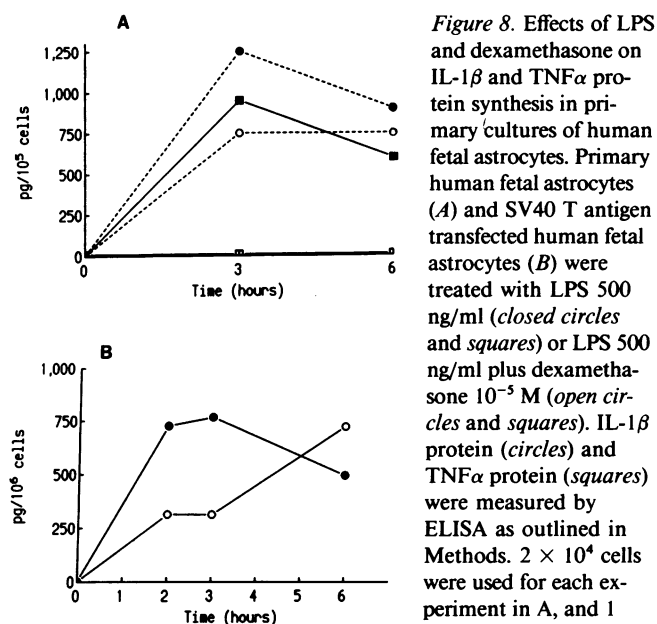 A
1,250
1,000
750
500
250
0
pg/10⁵ cells
0
3
6
Time (hours)
B
1,000
750
500
250
0
pg/10⁶ cells
0 1 2 3 4 5 6
Time (hours)
Figure 8. Effects of LPS
and dexamethasone on
IL-1β and TNFα pro-
tein synthesis in pri-
mary cultures of human
fetal astrocytes. Primary
human fetal astrocytes
(A) and SV40 T antigen
transfected human fetal
astrocytes (B) were
treated with LPS 500
ng/ml (closed circles
and squares) or LPS 500
ng/ml plus dexametha-
sone 10⁻⁵ M (open cir-
cles and squares). IL-1β
protein (circles) and
TNFα protein (squares)
were measured by
ELISA as outlined in
Methods. 2 × 10⁴ cells
were used for each ex-
periment in A, and 1